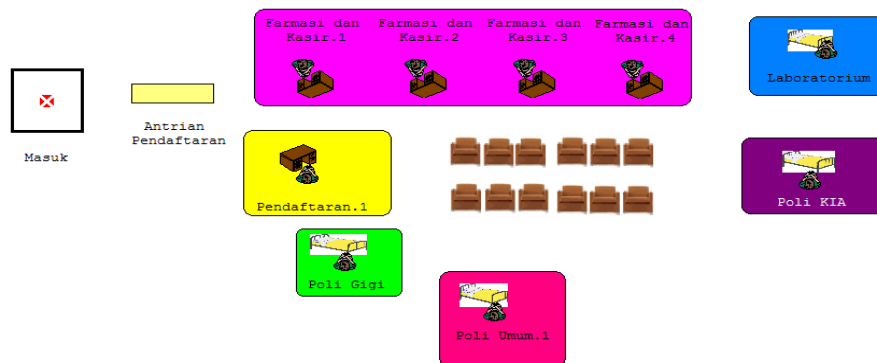 Farmasi dan Farmasi dan Farmasi dan Farmasi dan
Kasir.1 Kasir.2 Kasir.3 Kasir.4
Laboratorium
Antrian
Pendaftaran
Masuk
Pendaftaran.1
Poli KIA
Poli Gigi
Poli Umum.1